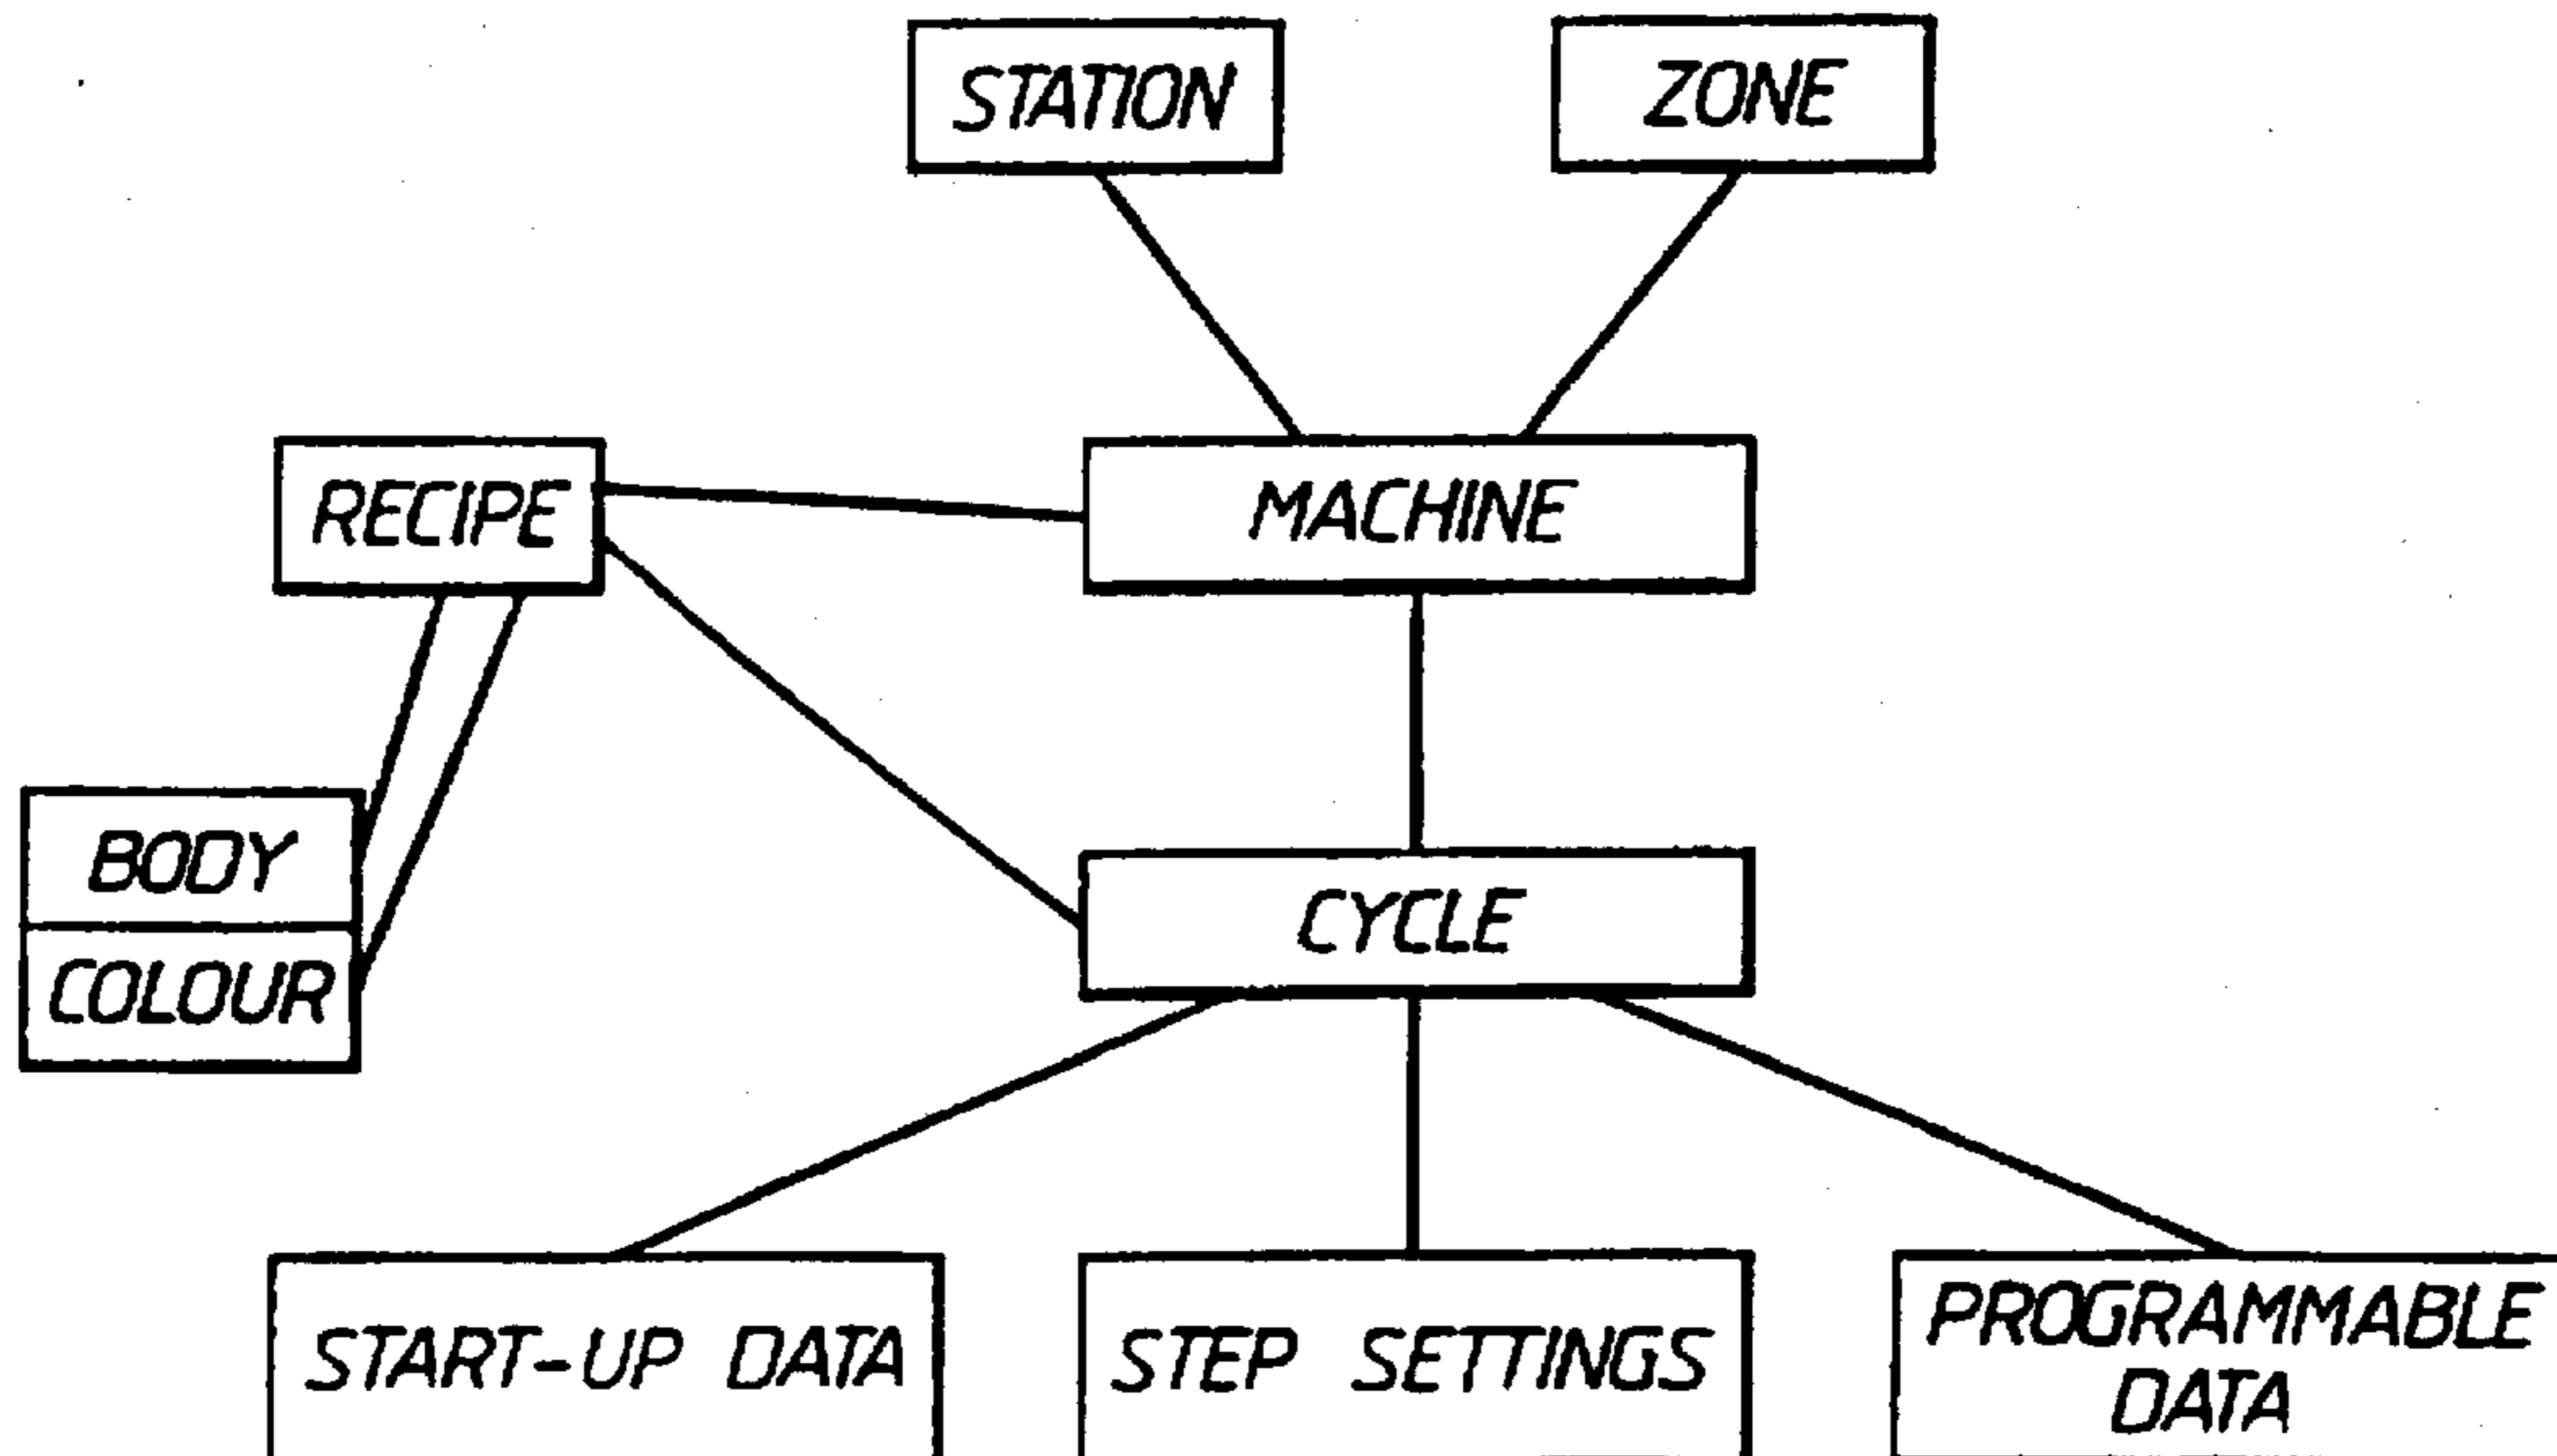 STATION
ZONE
RECIPE
MACHINE
BODY
COLOUR
CYCLE
START-UP DATA
STEP SETTINGS
PROGRAMMABLE
DATA